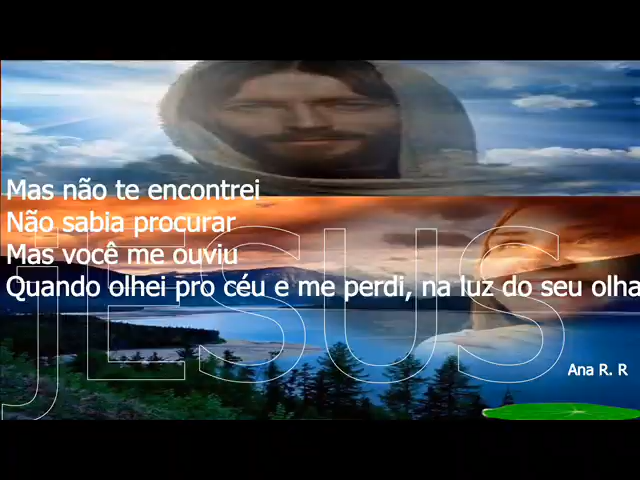 Mas não te encontrei
Não sabia procurar
Mas você me ouviu
Quando olhei pro céu e me perdi, na luz do seu olha
jESUS
Ana R. R